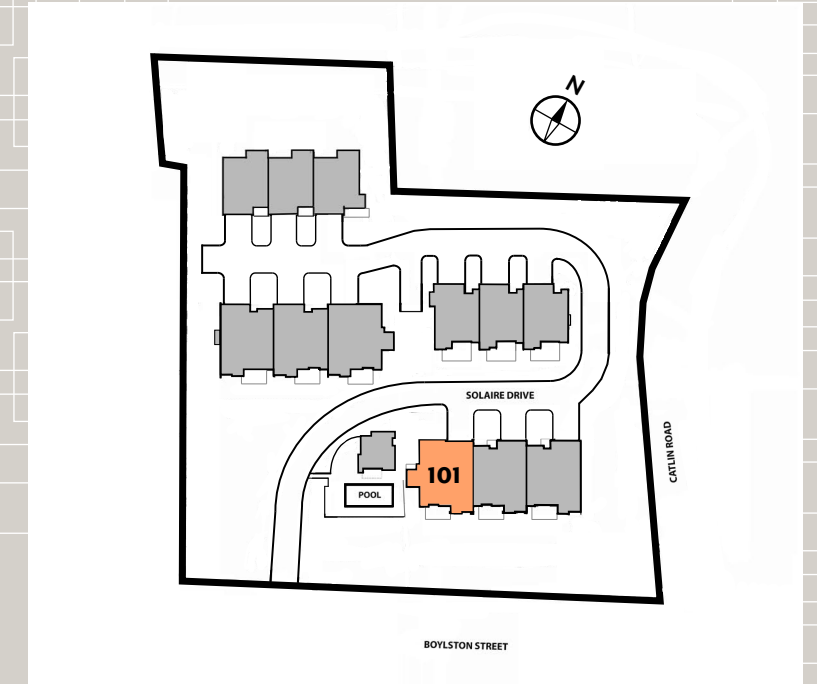 N
SOLAIRE DRIVE
CATLIN ROAD
101
POOL
BOYLSTON STREET